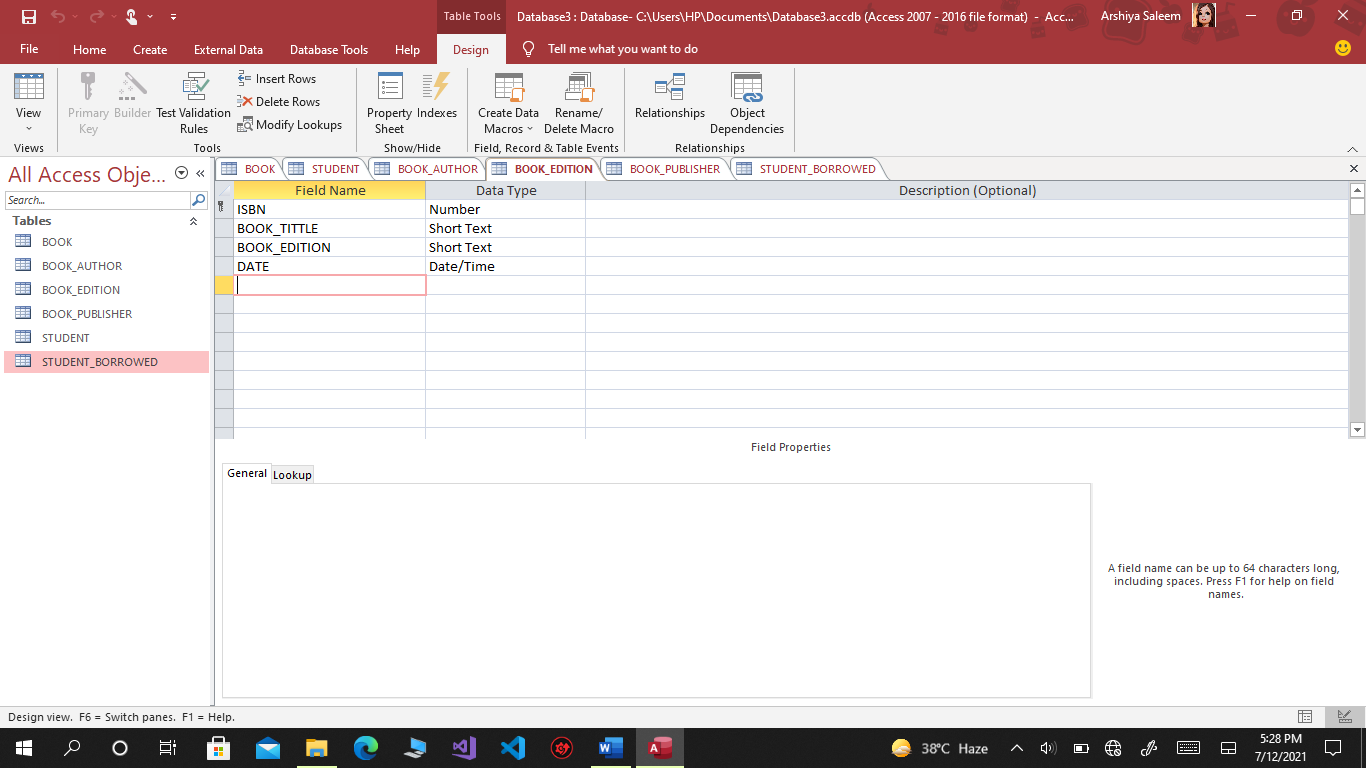 Table Tools
Database3 : Database- C:\Users\HP\Documents\Database3.accdb (Access 2007 - 2016 file format) - Acc...
Arshiya Saleem
File Home Create External Data Database Tools Help Design Tell me what you want to do
View
Primary Key
Builder
Test Validation Rules
Insert Rows
Delete Rows
Modify Lookups
Property Sheet
Indexes
Create Data Macros
Rename/ Delete Macro
Relationships
Object Dependencies
Views Tools Show/Hide Field, Record & Table Events Relationships
All Access Obje...
Search...
Tables
BOOK
BOOK_AUTHOR
BOOK_EDITION
BOOK_PUBLISHER
STUDENT
STUDENT_BORROWED
BOOK STUDENT BOOK_AUTHOR BOOK_EDITION BOOK_PUBLISHER STUDENT_BORROWED
Field Name Data Type Description (Optional)
ISBN Number
BOOK_TITTLE Short Text
BOOK_EDITION Short Text
DATE Date/Time
Field Properties
General Lookup
A field name can be up to 64 characters long,
including spaces. Press F1 for help on field
names.
Design view. F6 = Switch panes. F1 = Help.
38°C Haze
5:28 PM
7/12/2021